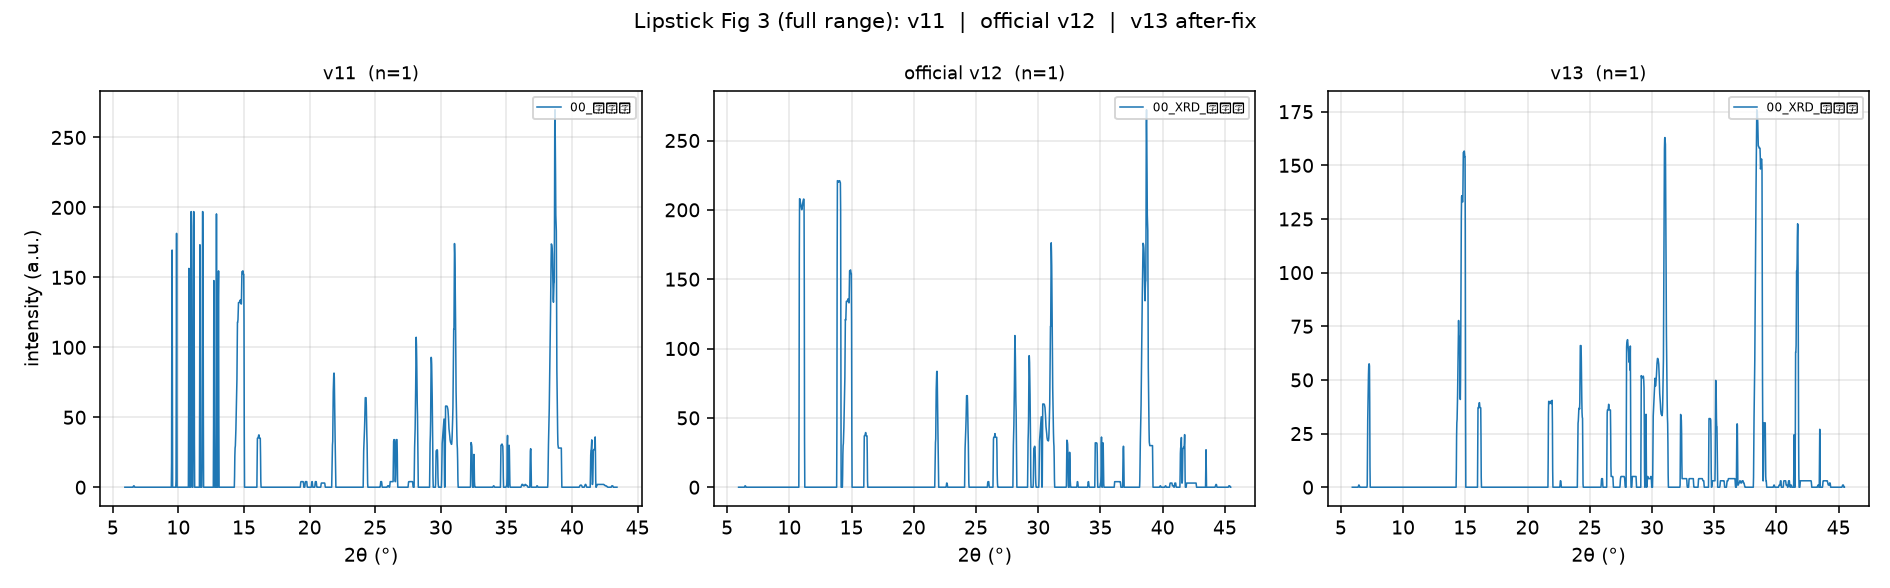 Lipstick Fig 3 (full range): v11 | official v12 | v13 after-fix
v11 (n=1)
official v12 (n=1)
v13 (n=1)
00_
00_XRD_
00_XRD_
intensity (a.u.)
250
200
150
100
50
0
5 10 15 20 25 30 35 40 45
2θ (°)
250
200
150
100
50
0
5 10 15 20 25 30 35 40 45
2θ (°)
175
150
125
100
75
50
25
0
5 10 15 20 25 30 35 40 45
2θ (°)